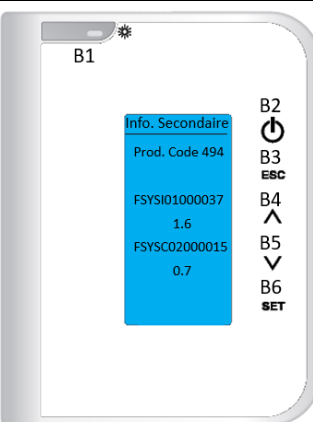 B1
B2
Info. Secondaire
Prod. Code 494
B3
ESC
FSYSI01000037
B4
1.6
FSYSC02000015
B5
0.7
B6
SET